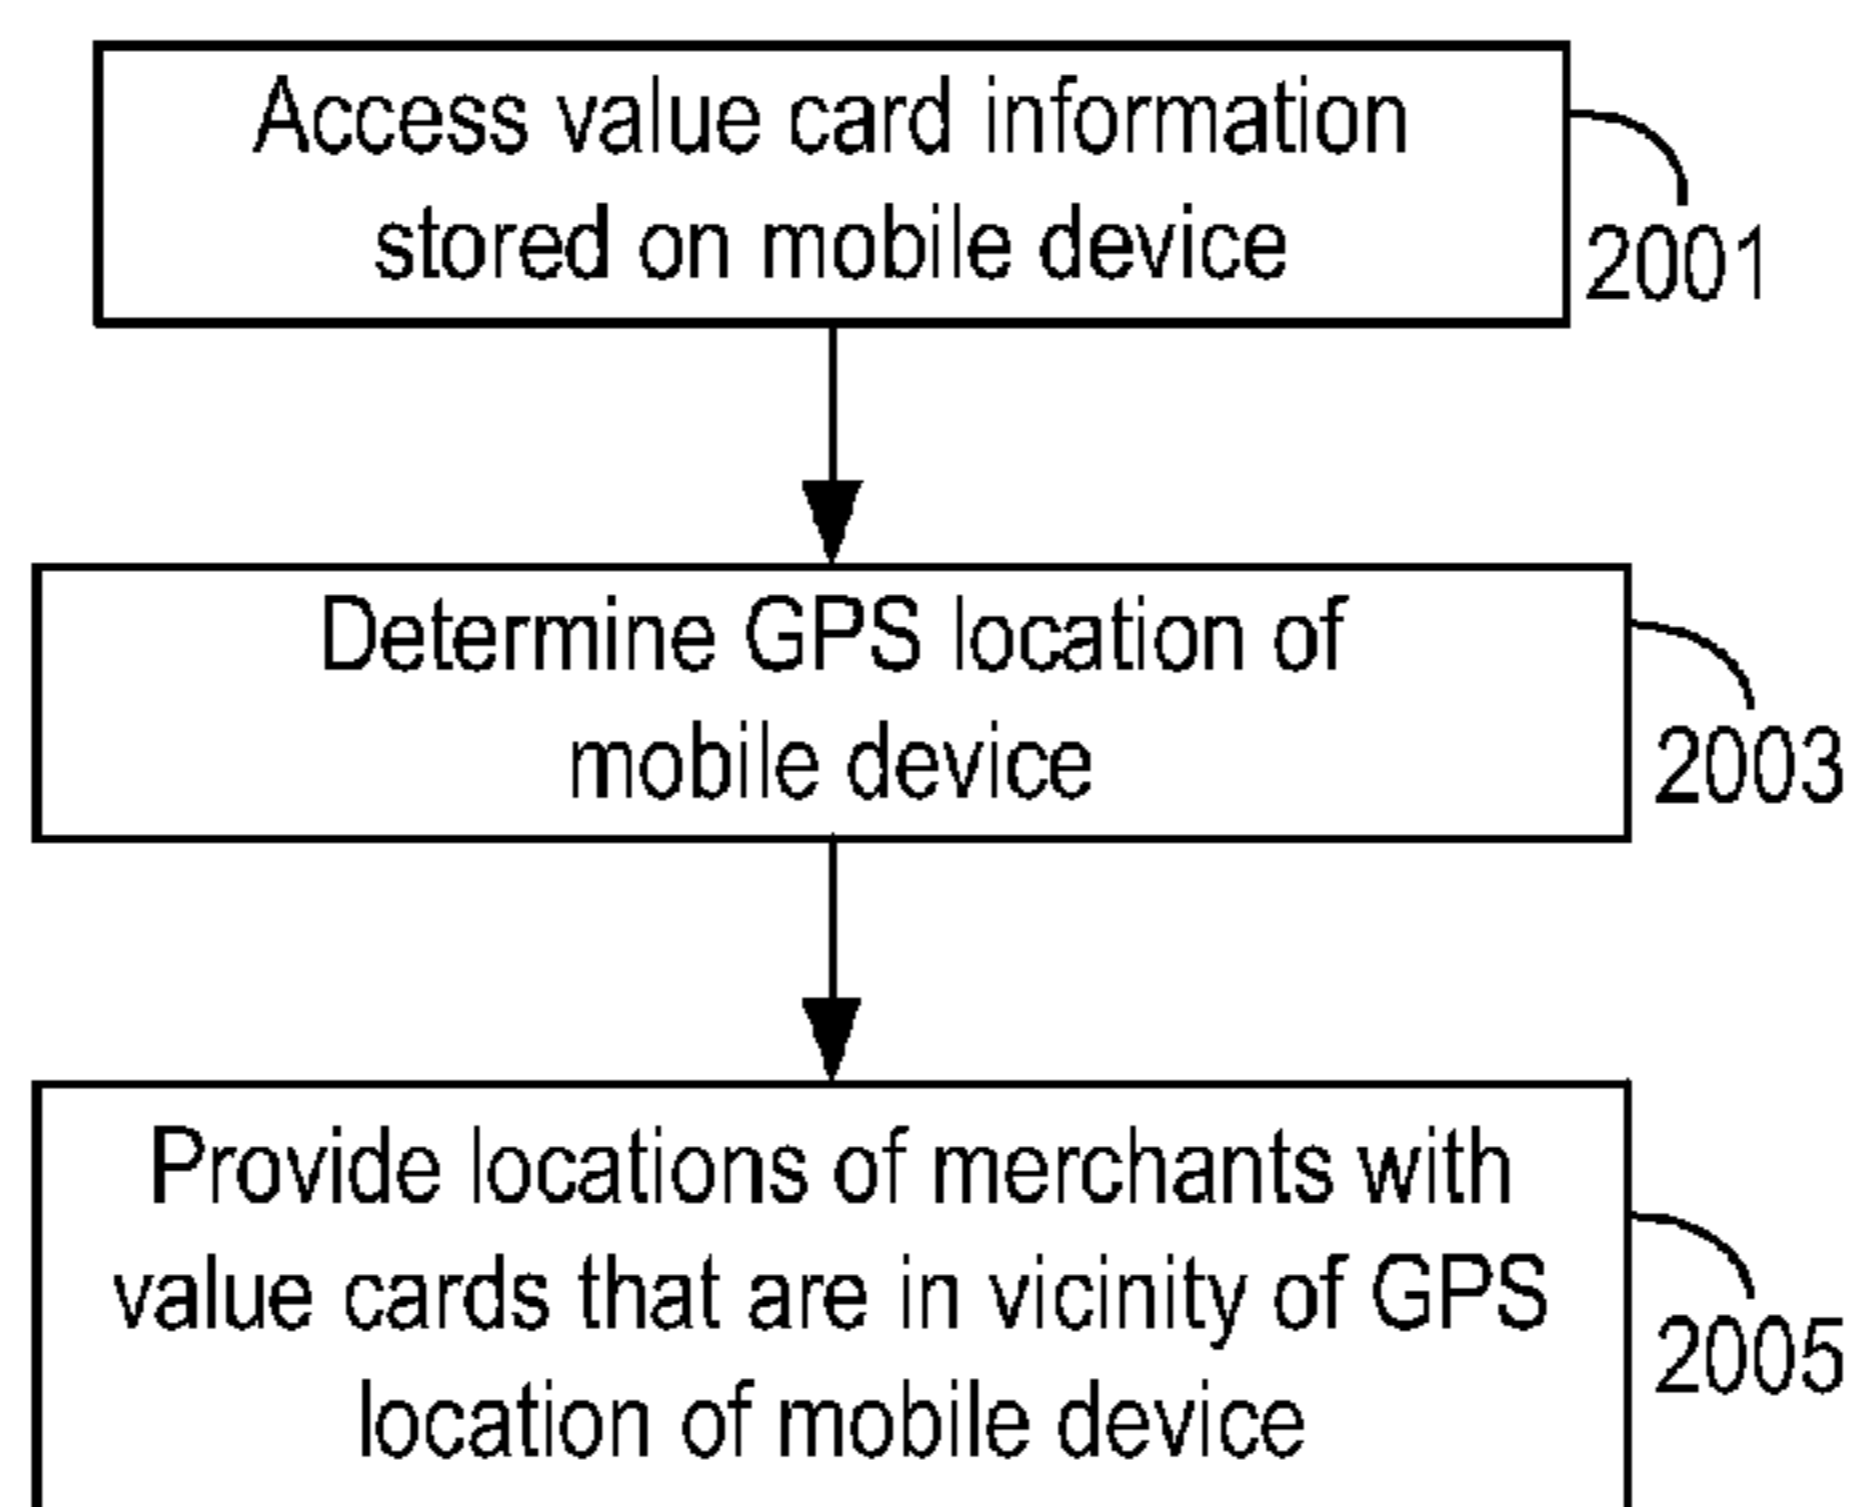 Access value card information
stored on mobile device
2001
Determine GPS location of
mobile device
2003
Provide locations of merchants with
value cards that are in vicinity of GPS
location of mobile device
2005